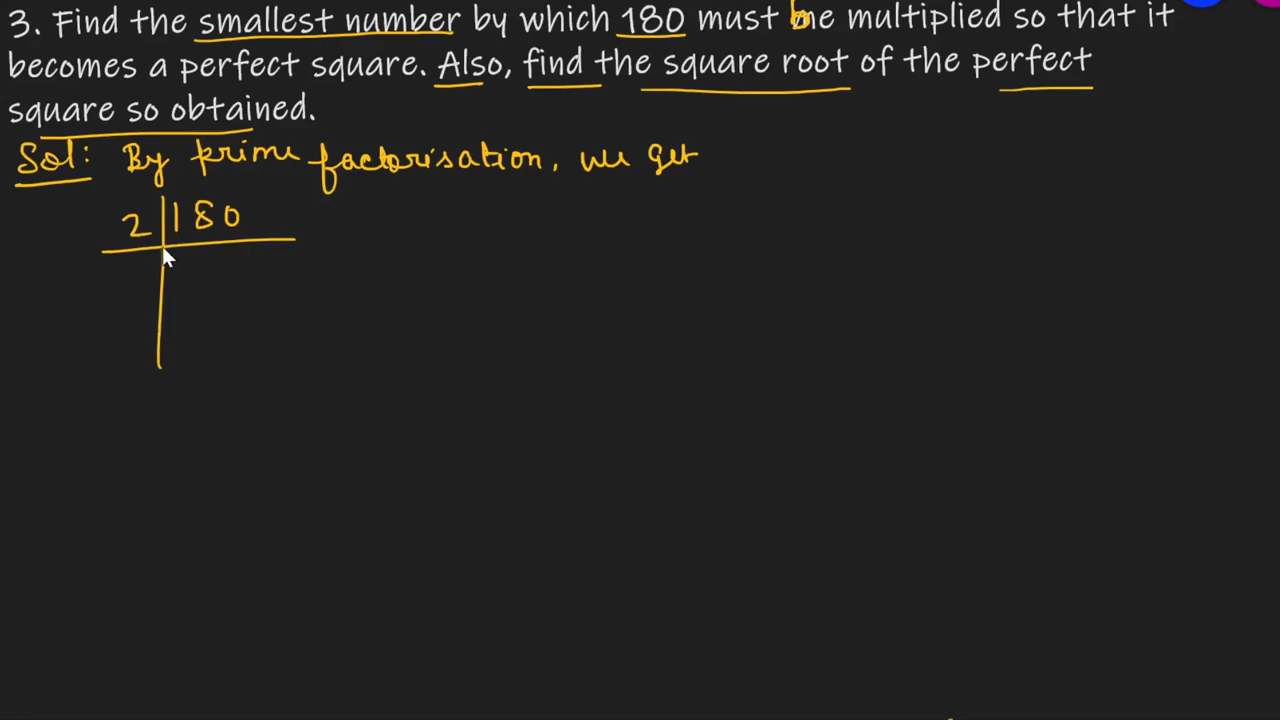 3. Find the smallest number by which 180 must be multiplied so that it
becomes a perfect square. Also, find the square root of the perfect
square so obtained.
Sol: By prime factorisation, we get
2 | 180